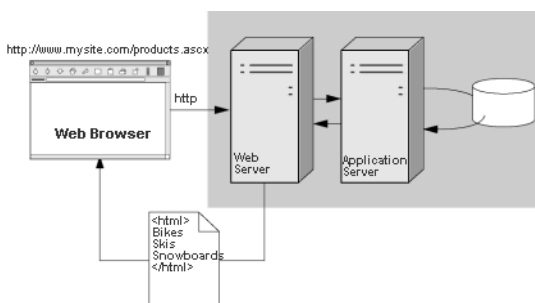 http://www.mysite.com/products.ascx
http
Web Browser
Web
Server
Application
Server
<html>
Bikes
Skis
Snowboards
</html>